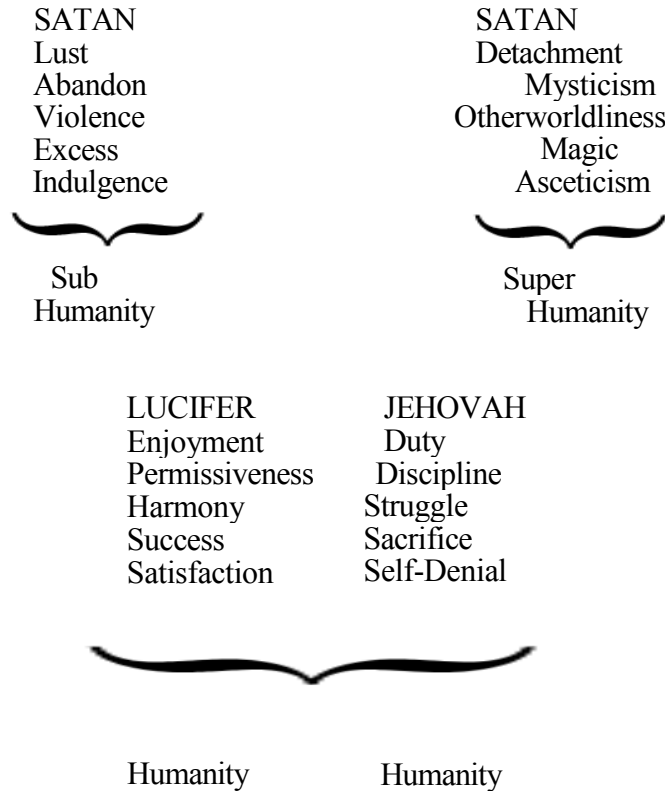 SATAN
Lust
Abandon
Violence
Excess
Indulgence
Sub
Humanity
SATAN
Detachment
Mysticism
Otherworldliness
Magic
Asceticism
Super
Humanity
LUCIFER
Enjoyment
Permissiveness
Harmony
Success
Satisfaction
Humanity
JEHOVAH
Duty
Discipline
Struggle
Sacrifice
Self-Denial
Humanity